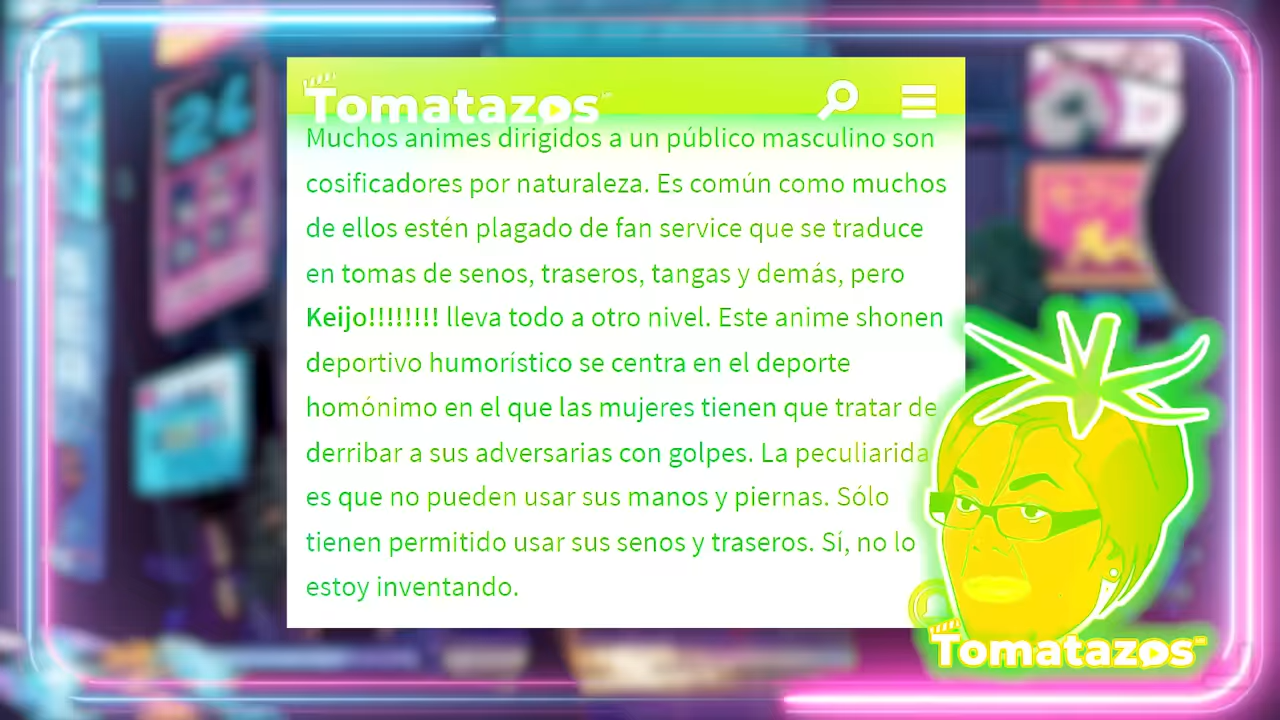 Tomatazos
Muchos animes dirigidos a un público masculino son
cosificadores por naturaleza. Es común como muchos
de ellos estén plagado de fan service que se traduce
en tomas de senos, traseros, tangas y demás, pero
Keijo!!!!!!!! lleva todo a otro nivel. Este anime shonen
deportivo humorístico se centra en el deporte
homónimo en el que las mujeres tienen que tratar de
derribar a sus adversarias con golpes. La peculiarida
es que no pueden usar sus manos y piernas. Sólo
tienen permitido usar sus senos y traseros. Sí, no lo
estoy inventando.
Tomatazos
24